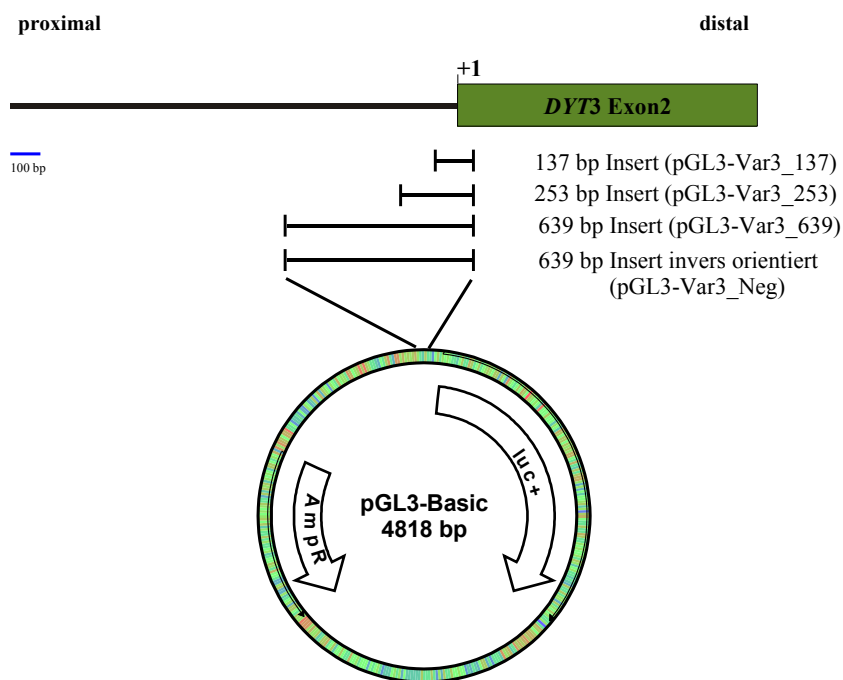 proximal
distal
+1
DYT3 Exon2
100 bp
137 bp Insert (pGL3-Var3_137)
253 bp Insert (pGL3-Var3_253)
639 bp Insert (pGL3-Var3_639)
639 bp Insert invers orientiert
(pGL3-Var3_Neg)
luc+
AmpR
pGL3-Basic
4818 bp